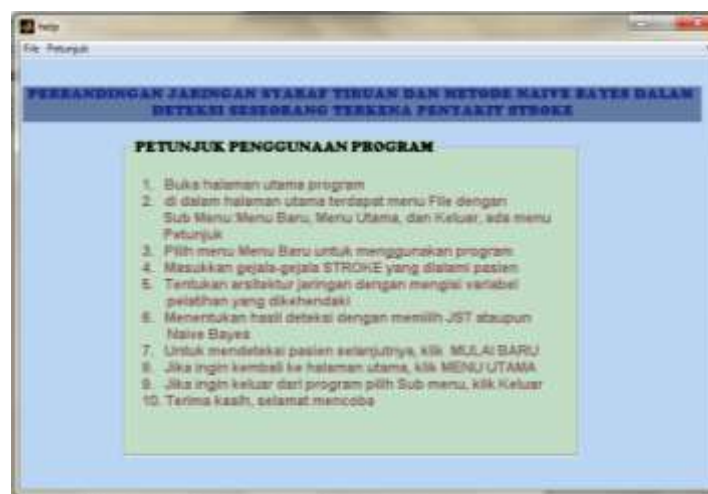 help
File Petunjuk
PERBANDINGAN JARINGAN SYARAF TIRUAN DAN METODE NAIVE BAYES DALAM
DETEKSI SESEORANG TERKENA PENYAKIT STROKE
PETUNJUK PENGGUNAAN PROGRAM
1. Buka halaman utama program
2. di dalam halaman utama terdapat menu File dengan
Sub Menu:Menu Baru, Menu Utama, dan Keluar, ada menu
Petunjuk
3. Pilih menu Menu Baru untuk menggunakan program
4. Masukkan gejala-gejala STROKE yang dialami pasien
5. Tentukan arsitektur jaringan dengan mengisi variabel
pelatihan yang dikehendaki
6. Menentukan hasil deteksi dengan memilih JST ataupun
Naive Bayes
7. Untuk mendeteksi pasien selanjutnya, klik MULAI BARU
8. Jika ingin kembali ke halaman utama, klik MENU UTAMA
9. Jika ingin keluar dari program pilih Sub menu, klik Keluar
10. Terima kasih, selamat mencoba